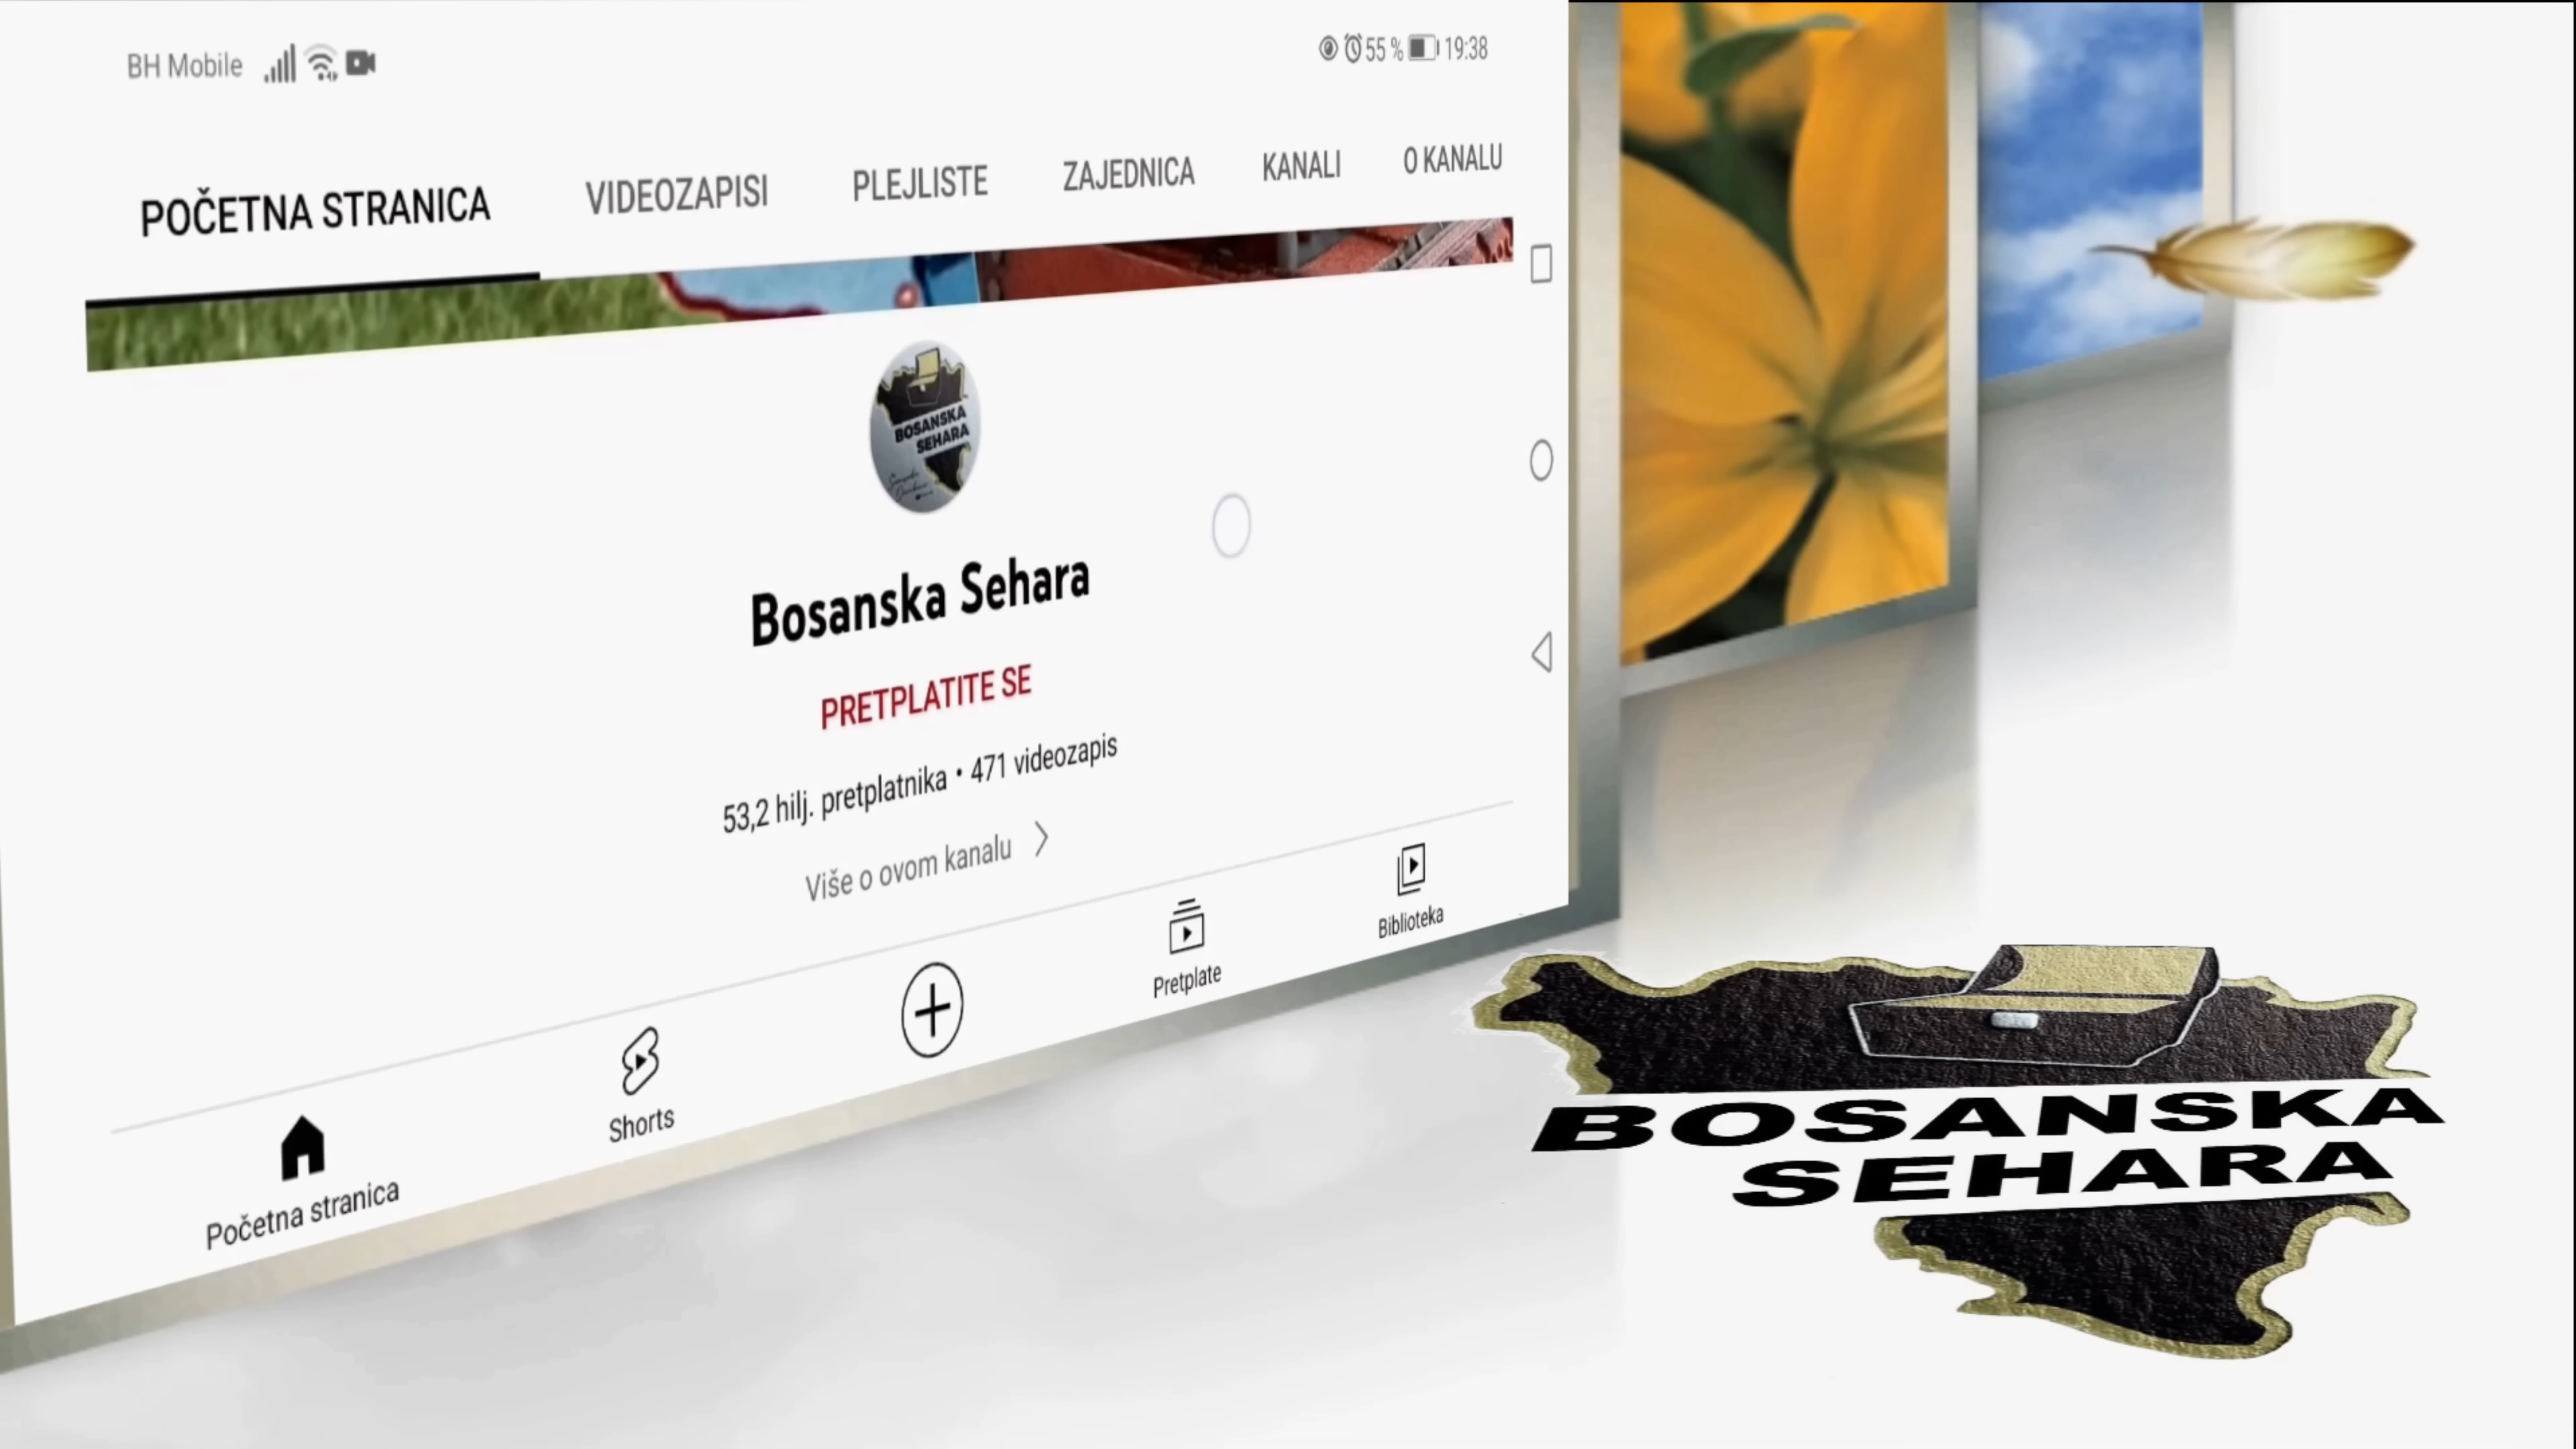 BH Mobile
55 % 19:38
POČETNA STRANICA VIDEOZAPISI PLEJLISTE ZAJEDNICA KANALI O KANALU
BOSANSKA
SEHARA
Bosanska Sehara
PRETPLATITE SE
53,2 hilj. pretplatnika • 471 videozapis
Više o ovom kanalu
Početna stranica
Shorts
Pretplate
Biblioteka
BOSANSKA
SEHARA